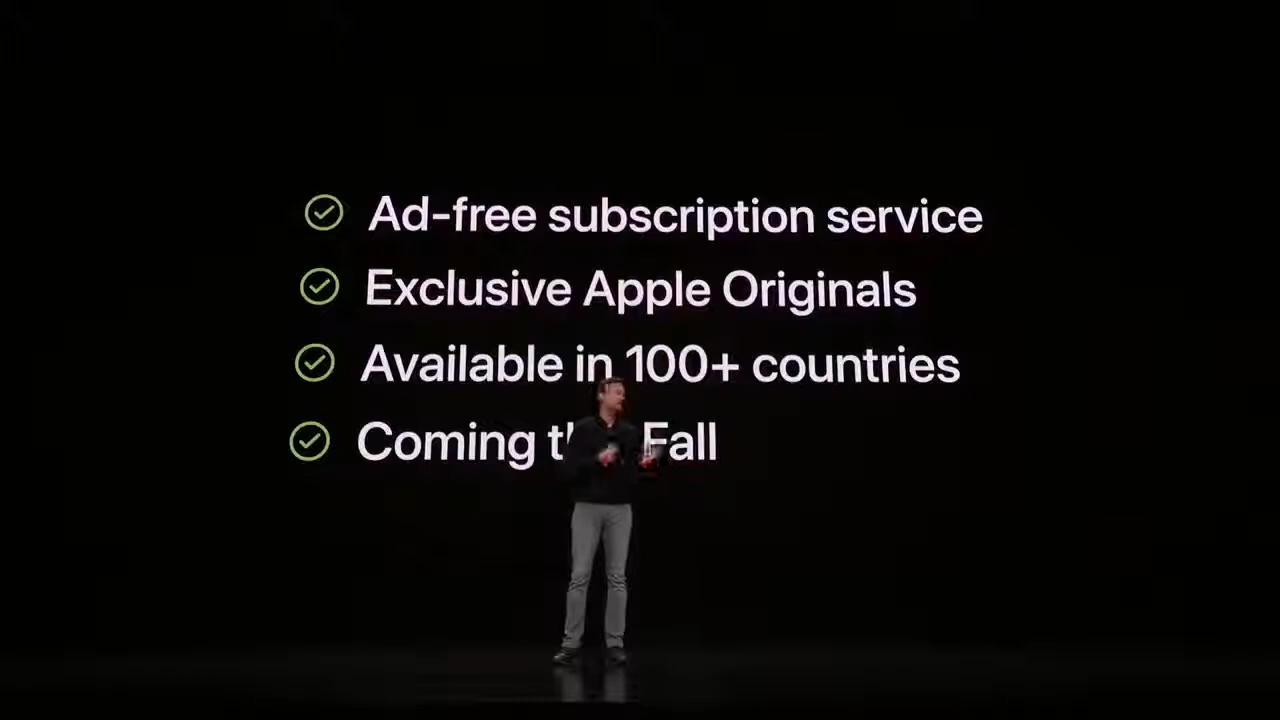 Ad-free subscription service
Exclusive Apple Originals
Available in 100+ countries
Coming Fall